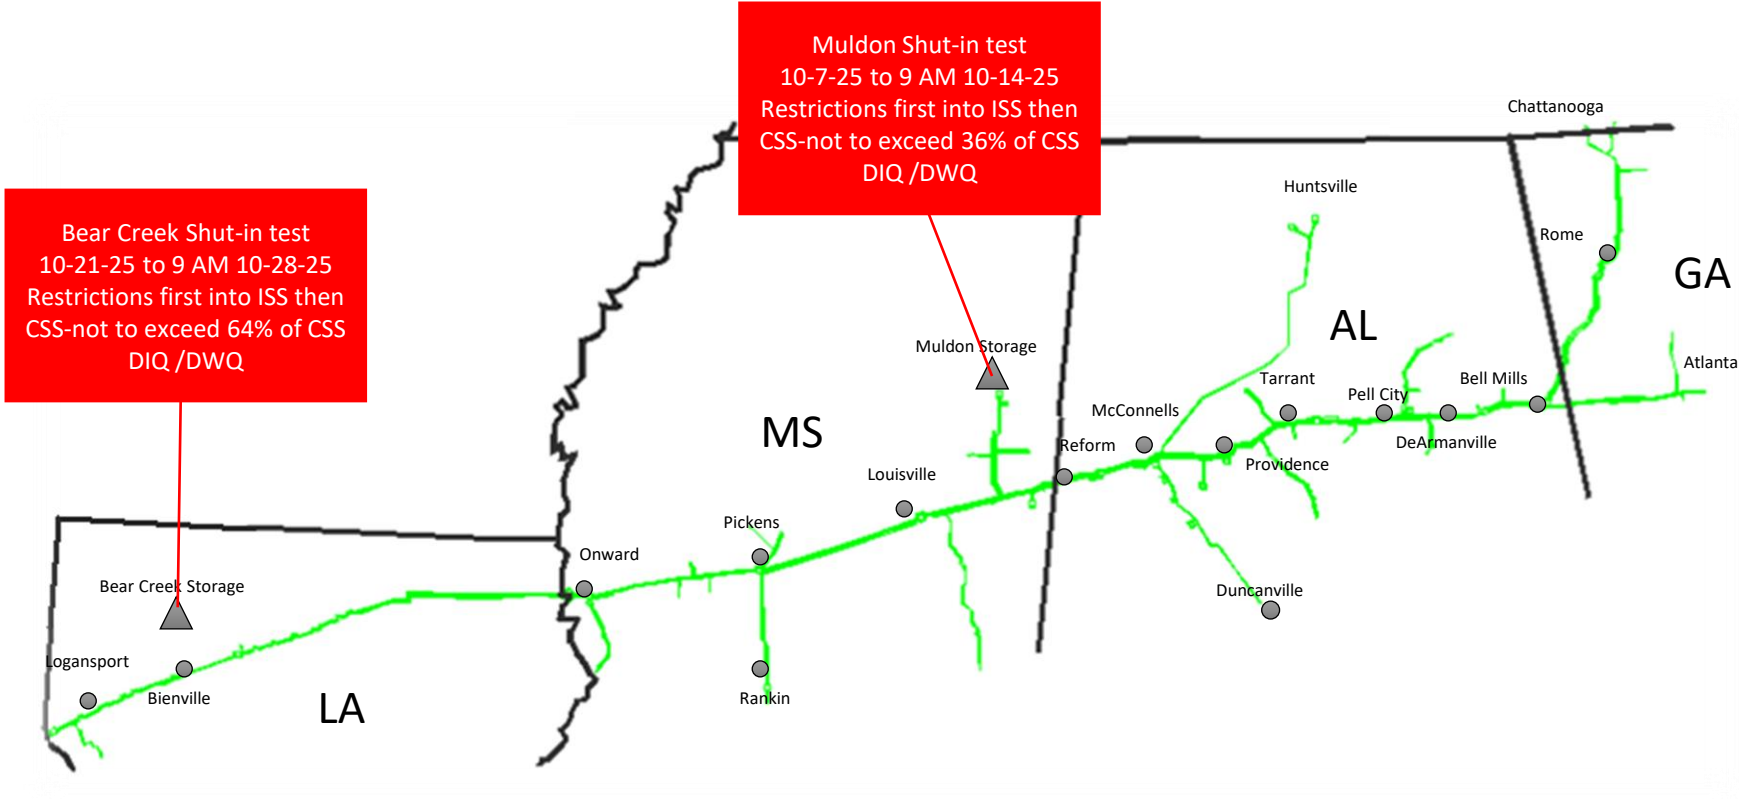 Muldon Shut-in test
10-7-25 to 9 AM 10-14-25
Restrictions first into ISS then
CSS-not to exceed 36% of CSS
DIQ /DWQ
Bear Creek Shut-in test
10-21-25 to 9 AM 10-28-25
Restrictions first into ISS then
CSS-not to exceed 64% of CSS
DIQ /DWQ
Chattanooga
Huntsville
Rome
GA
AL
Muldon Storage
Atlanta
Tarrant
Bell Mills
Pell City
McConnells
MS
Reform
DeArmanville
Providence
Louisville
Pickens
Onward
Bear Creek Storage
Duncanville
Logansport
Bienville
Rankin
LA